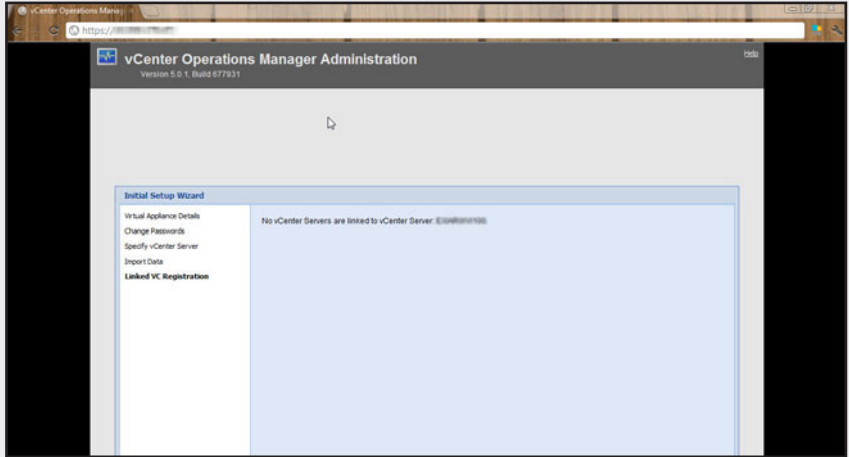 vCenter Operations Manag
https://
vCenter Operations Manager Administration
Help
Version 5.0.1, Build 677931
Initial Setup Wizard
Virtual Appliance Details
No vCenter Servers are linked to vCenter Server:
Change Passwords
Specify vCenter Server
Import Data
Linked VC Registration